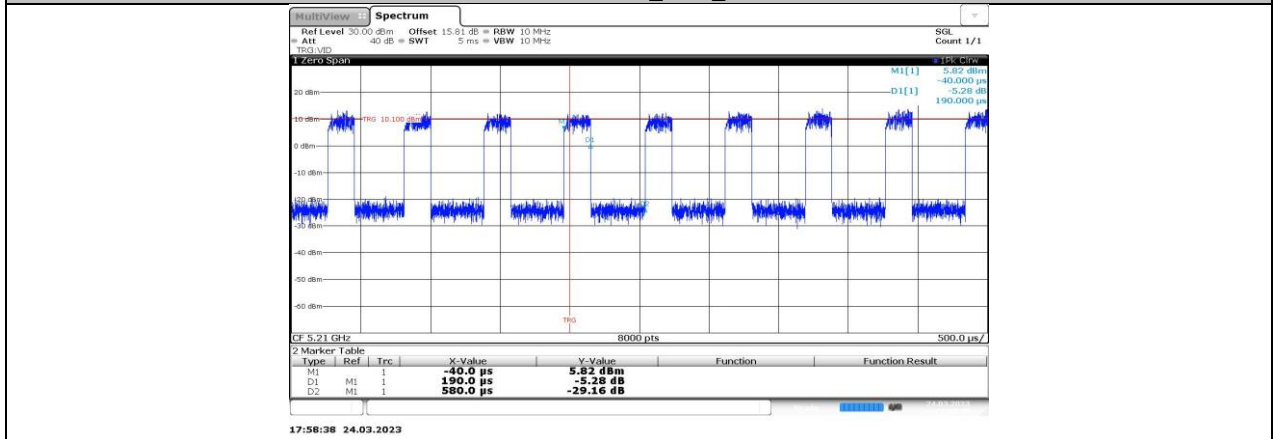 MultiView Spectrum
Ref Level 30.00 dBm Offset 15.81 dB RBW 10 MHz SGL
Att 40 dB SWT 5 ms VBW 10 MHz Count 1/1
TRG:VID
1 Zero Span 1Pk Clrw
M1[1] 5.82 dBm
-40.000 µs
20 dBm D1[1] -5.28 dB
190.000 µs
10 dBm TRG 10.100 dBm
D1
0 dBm
-10 dBm
-20 dBm
-30 dBm
-40 dBm
-50 dBm
-60 dBm
TRG
CF 5.21 GHz 8000 pts 500.0 µs/
2 Marker Table
Type Ref Trc X-Value Y-Value Function Function Result
M1 1 -40.0 µs 5.82 dBm
D1 M1 1 190.0 µs -5.28 dB
D2 M1 1 580.0 µs -29.16 dB
17:58:38 24.03.2023